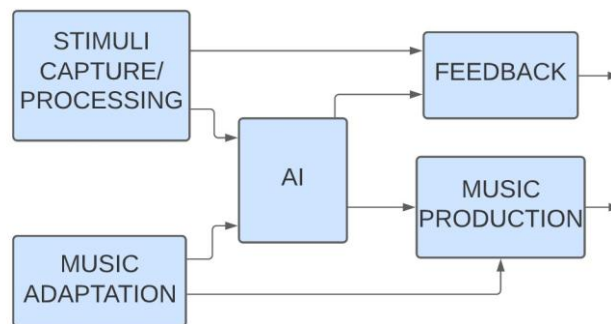 STIMULI
CAPTURE/
PROCESSING
FEEDBACK
AI
MUSIC
PRODUCTION
MUSIC
ADAPTATION